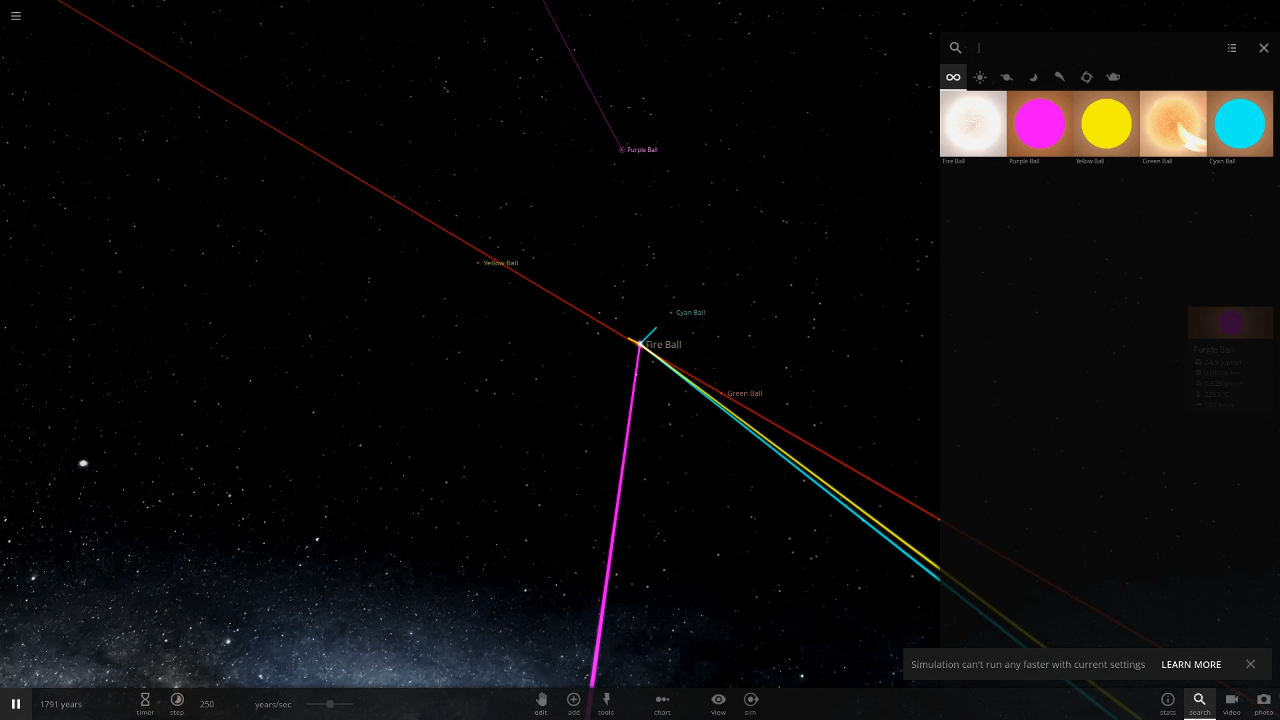 Purple Ball
Yellow Ball
Cyan Ball
Fire Ball
Green Ball
Fire Ball
Purple Ball
Yellow Ball
Green Ball
Cyan Ball
Purple Ball
Simulation can't run any faster with current settings LEARN MORE
1791 years
timer
step
250
years/sec
edit
add
tools
chart
view
sim
stats
search
video
photo